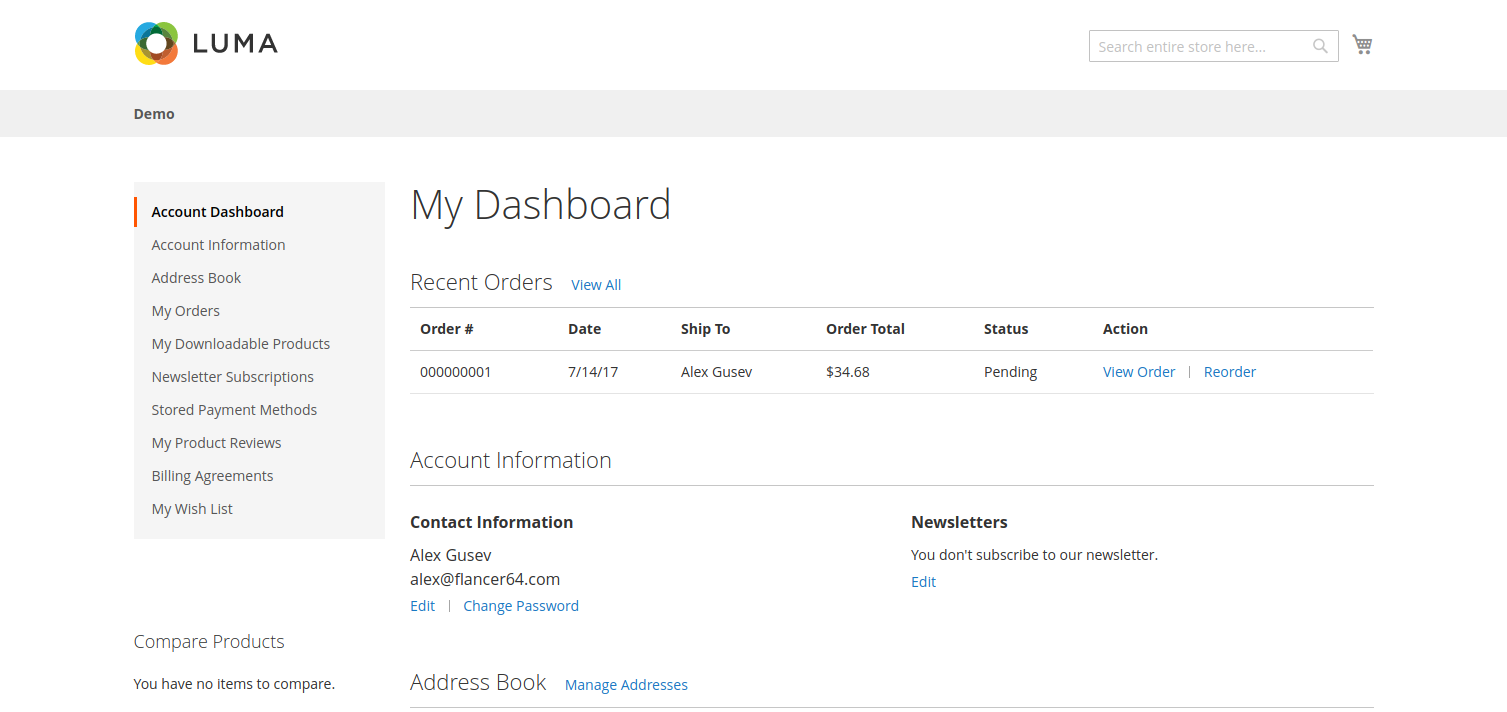 LUMA
Search entire store here...
Demo
Account Dashboard
Account Information
Address Book
My Orders
My Downloadable Products
Newsletter Subscriptions
Stored Payment Methods
My Product Reviews
Billing Agreements
My Wish List
Compare Products
You have no items to compare.
My Dashboard
Recent Orders View All
Order # Date Ship To Order Total Status Action
000000001 7/14/17 Alex Gusev $34.68 Pending View Order | Reorder
Account Information
Contact Information
Alex Gusev
alex@flancer64.com
Edit | Change Password
Newsletters
You don't subscribe to our newsletter.
Edit
Address Book Manage Addresses